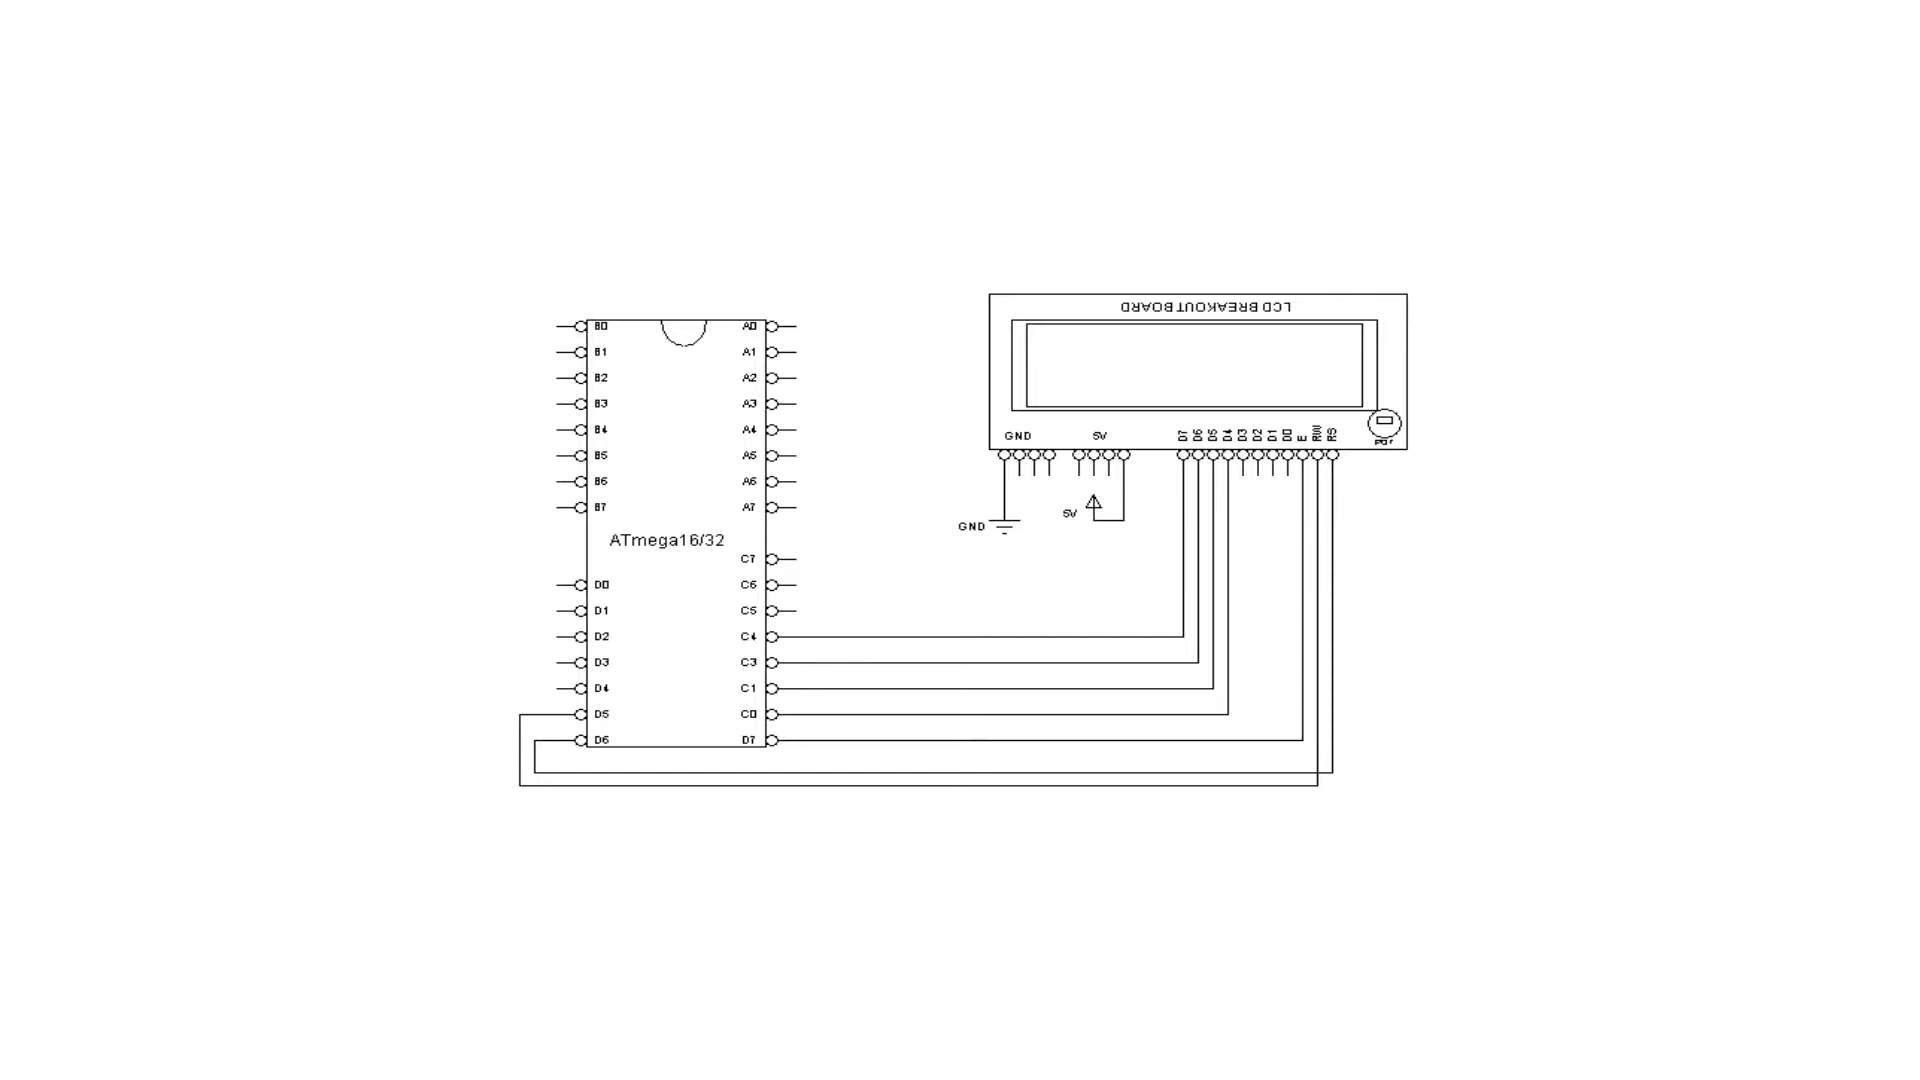 LCD BREAKOUT BOARD
B0 A0
B1 A1
B2 A2
B3 A3
B4 A4
GND 5V D7 D6 D5 D4 D3 D2 D1 D0 E RW RS POT
B5 A5
B6 A6
B7 A7
5V
GND
ATmega16/32
C7
D0 C6
D1 C5
D2 C4
D3 C3
D4 C1
D5 C0
D6 D7